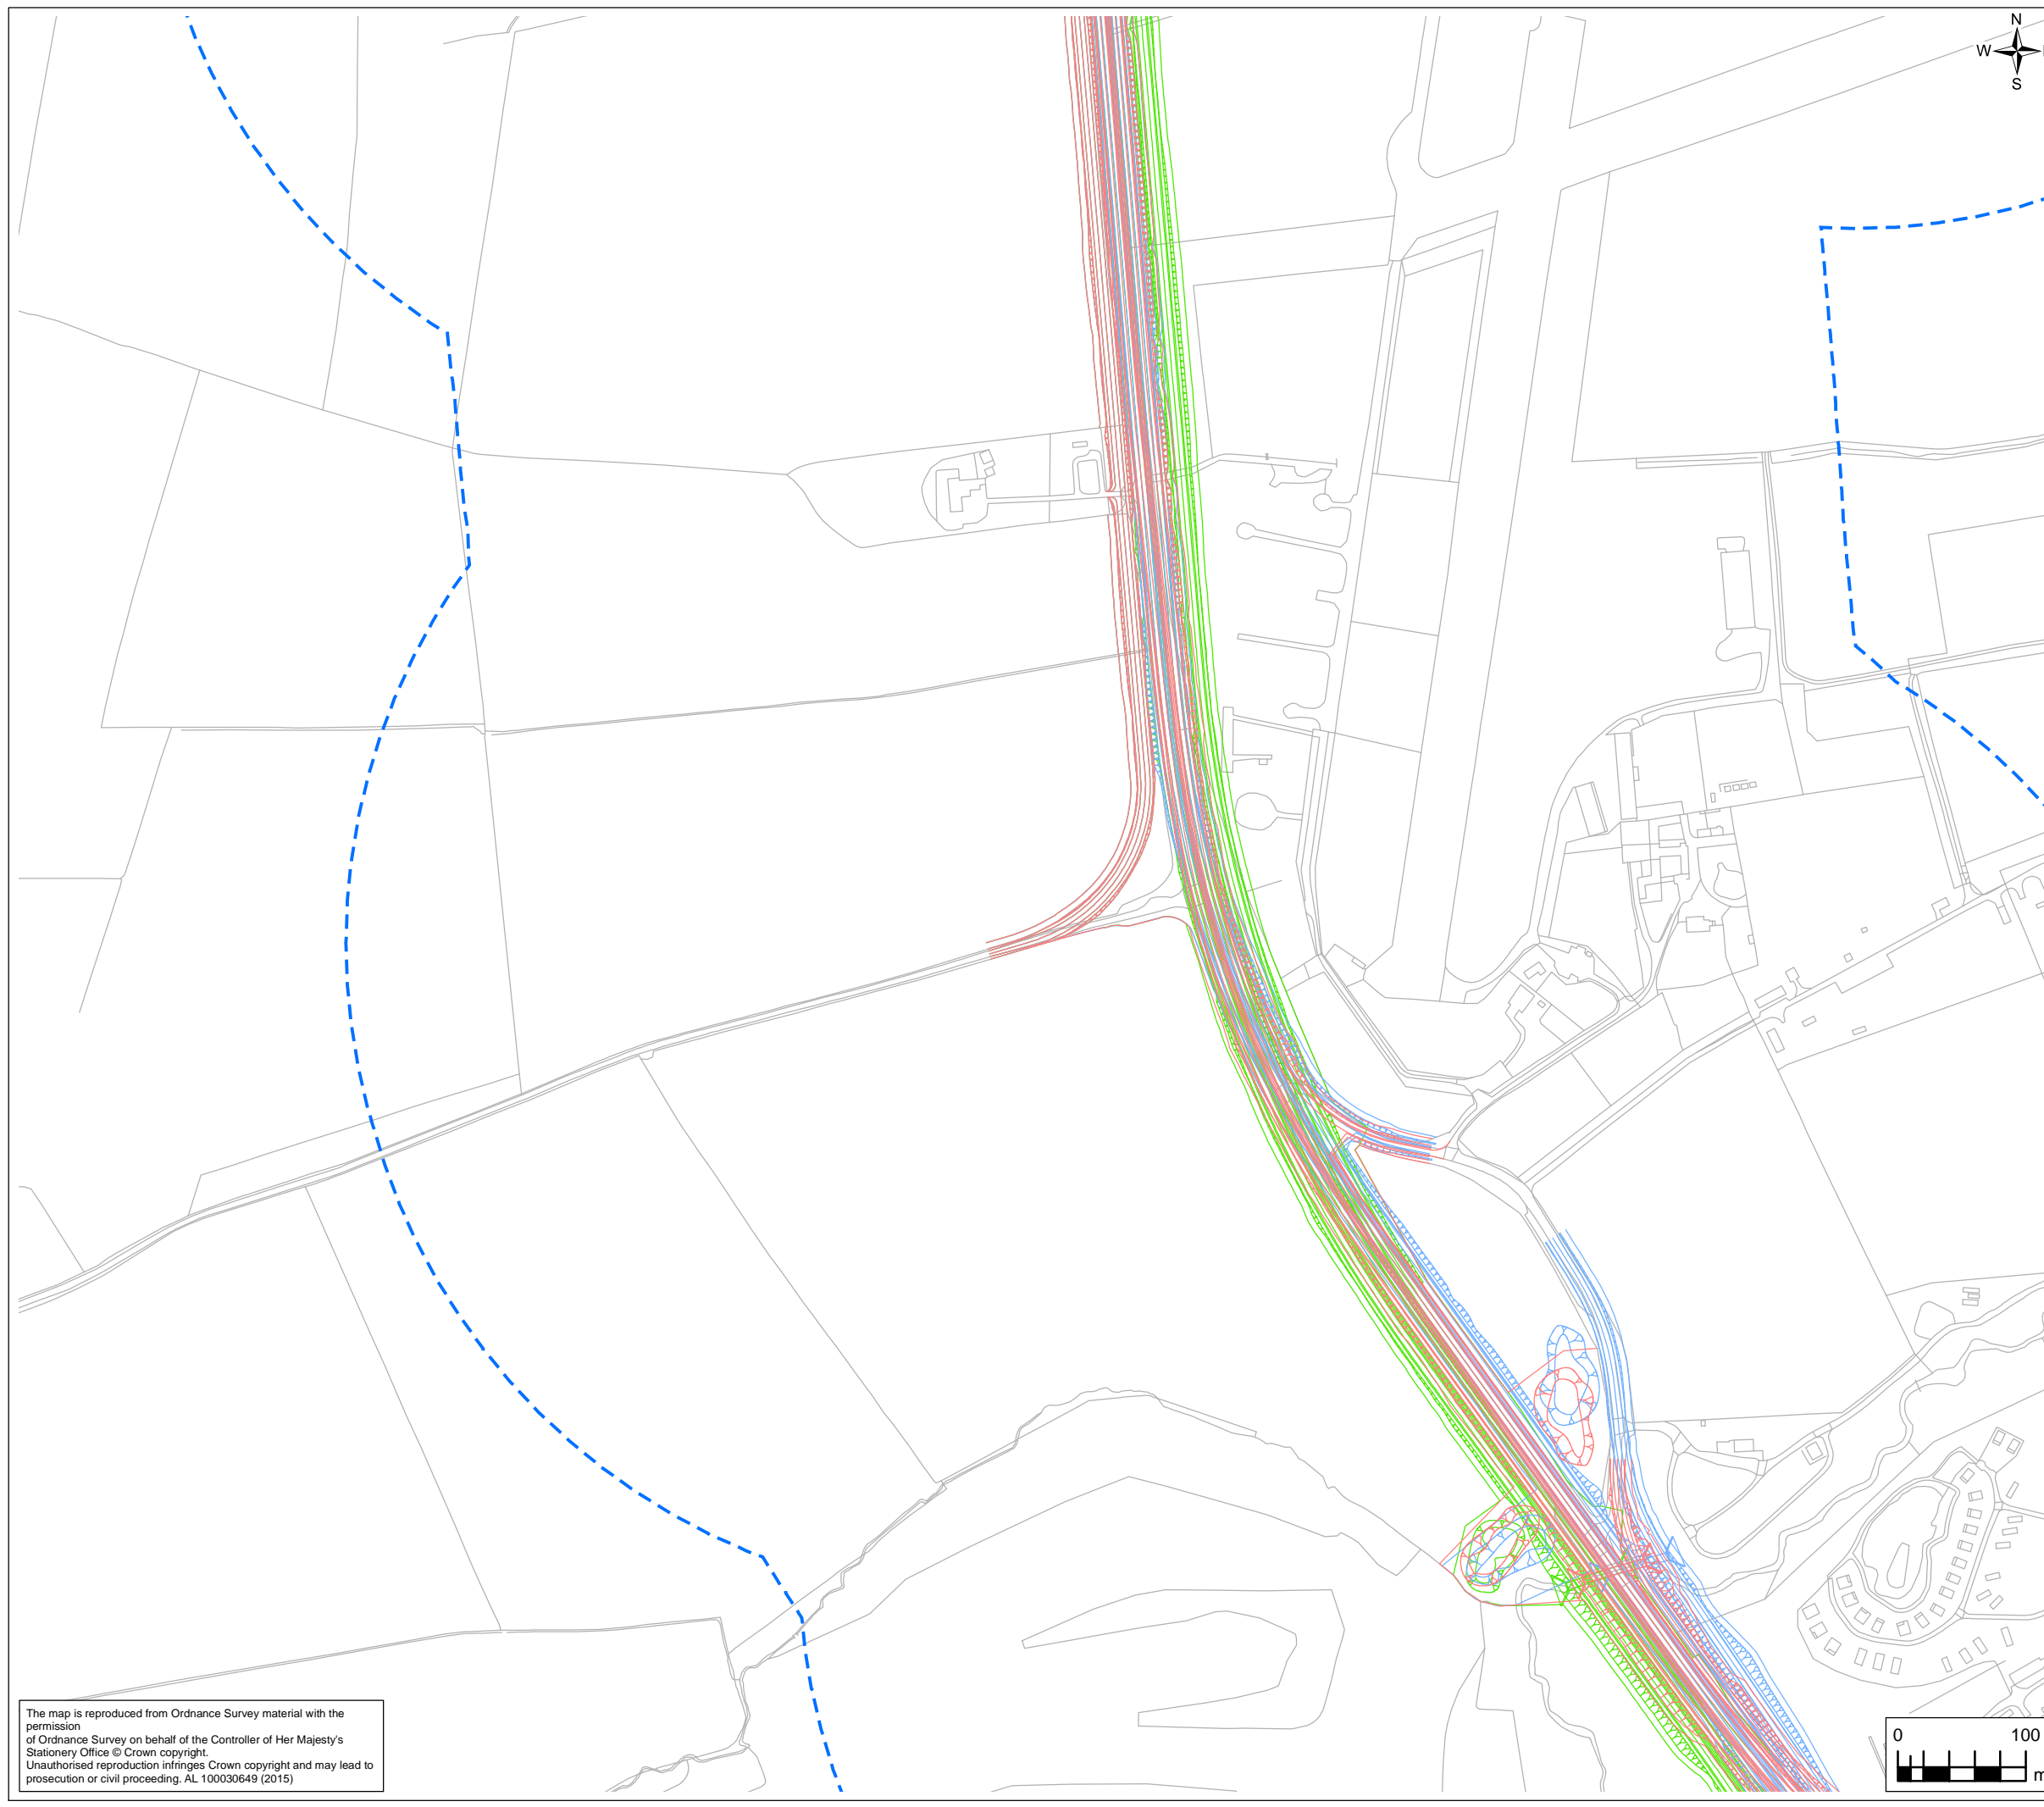 N
W
S
The map is reproduced from Ordnance Survey material with the
permission
of Ordnance Survey on behalf of the Controller of Her Majesty's
Stationery Office © Crown copyright.
Unauthorised reproduction infringes Crown copyright and may lead to
prosecution or civil proceeding. AL 100030649 (2015)
0 100
m